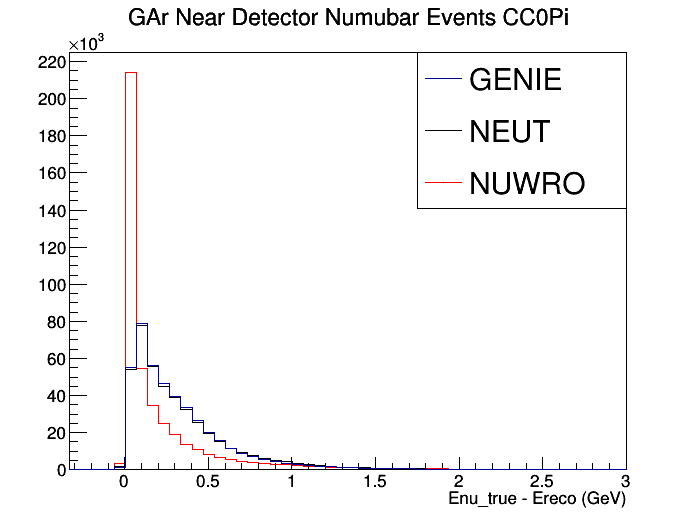 GAr Near Detector Numubar Events CC0Pi
×10³
220
200
180
160
140
120
100
80
60
40
20
0
GENIE
NEUT
NUWRO
0 0.5 1 1.5 2 2.5 3
Enu_true - Ereco (GeV)